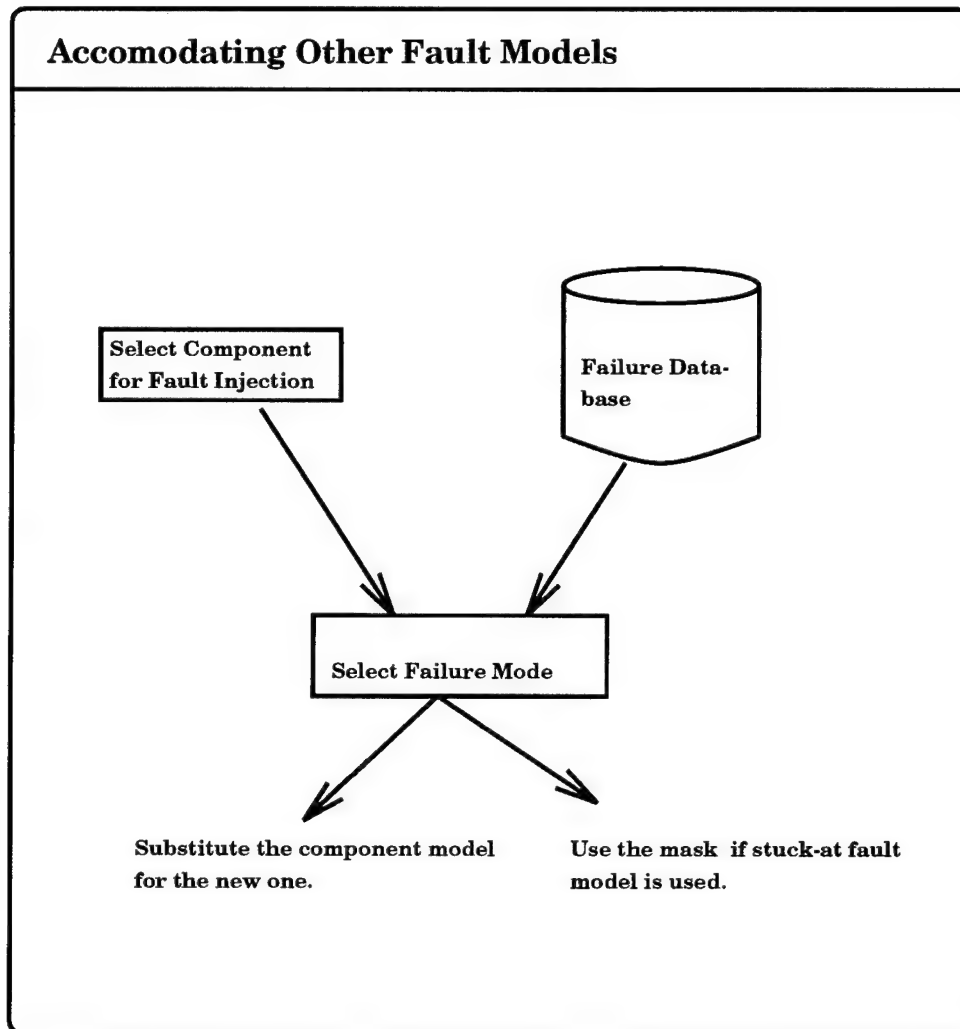 Accomodating Other Fault Models
Select Component
for Fault Injection
Failure Data-
base
Select Failure Mode
Substitute the component model
for the new one.
Use the mask if stuck-at fault
model is used.